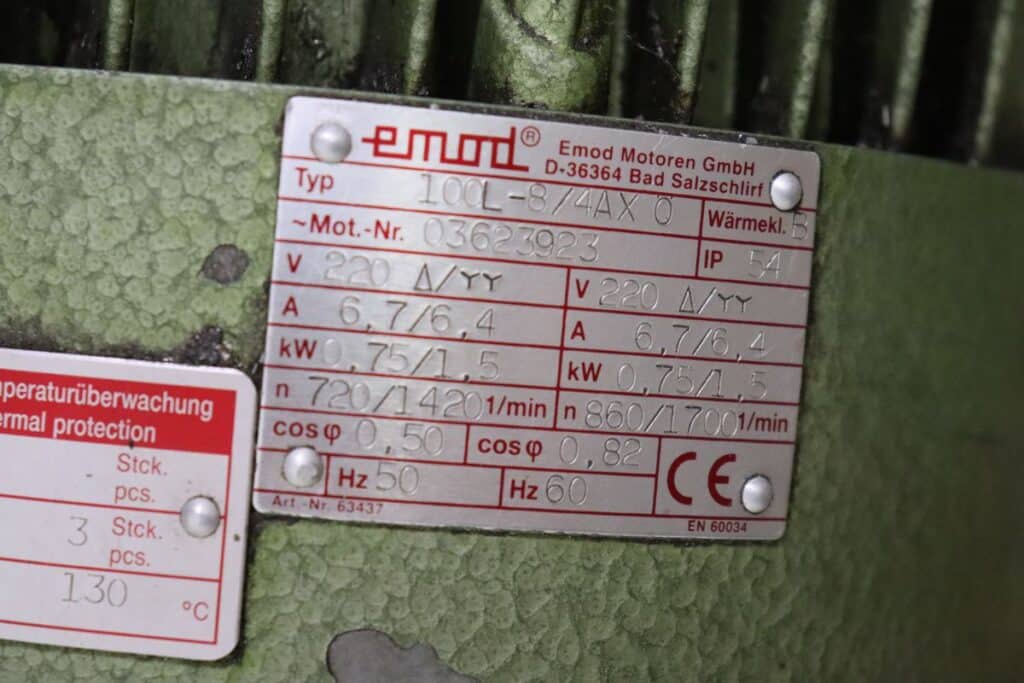 emod®
Emod Motoren GmbH
D-36364 Bad Salzschlirf
Typ 100L-8/4AX Ö Wärmekl. B
~Mot.-Nr. 03623923 IP 54
V 220 Δ/YY V 220 Δ/YY
A 6,7/6,4 A 6,7/6,4
kW 0,75/1,5 kW 0,75/1,5
n 720/1420 1/min n 860/1700 1/min
cos φ 0,50 cos φ 0,82
Hz 50 Hz 60 CE
Art.-Nr. 63437 EN 60034
peraturüberwachung
ermal protection
Stck.
pcs.
3 Stck.
pcs.
130 °C